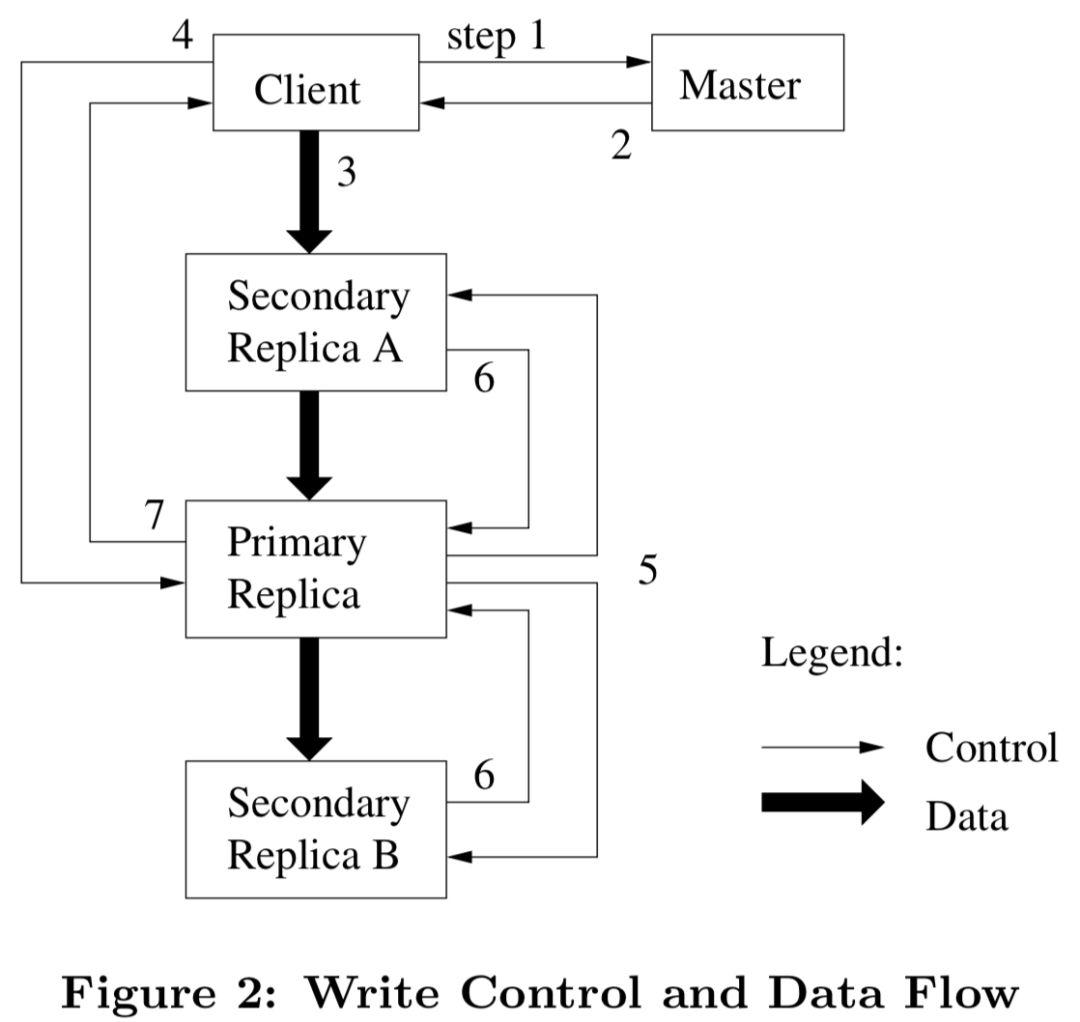 4
step 1
Client
Master
2
3
Secondary
Replica A
6
7
Primary
Replica
5
Legend:
Control
Data
6
Secondary
Replica B
Figure 2: Write Control and Data Flow